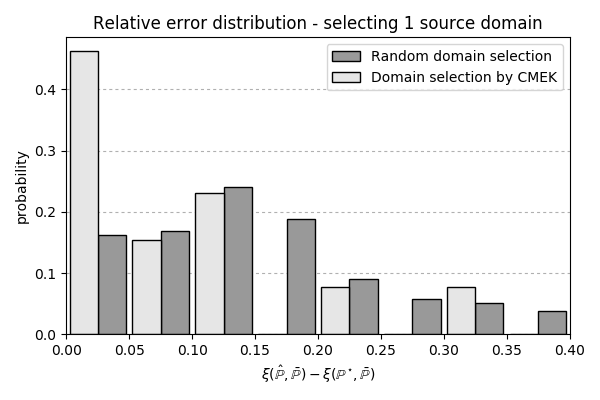 Relative error distribution - selecting 1 source domain
Random domain selection
Domain selection by CMEK
probability
0.4
0.3
0.2
0.1
0.0
0.00 0.05 0.10 0.15 0.20 0.25 0.30 0.35 0.40
ξ(ℙ̂, ℙ̄) − ξ(ℙ⋆, ℙ̄)